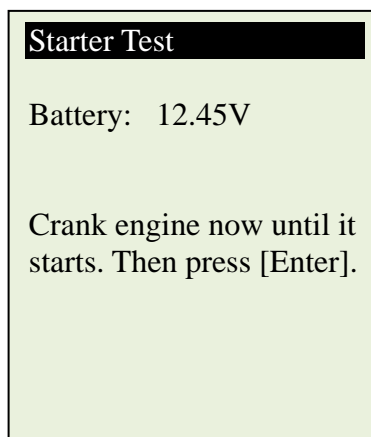 Starter Test
Battery: 12.45V
Crank engine now until it
starts. Then press [Enter].